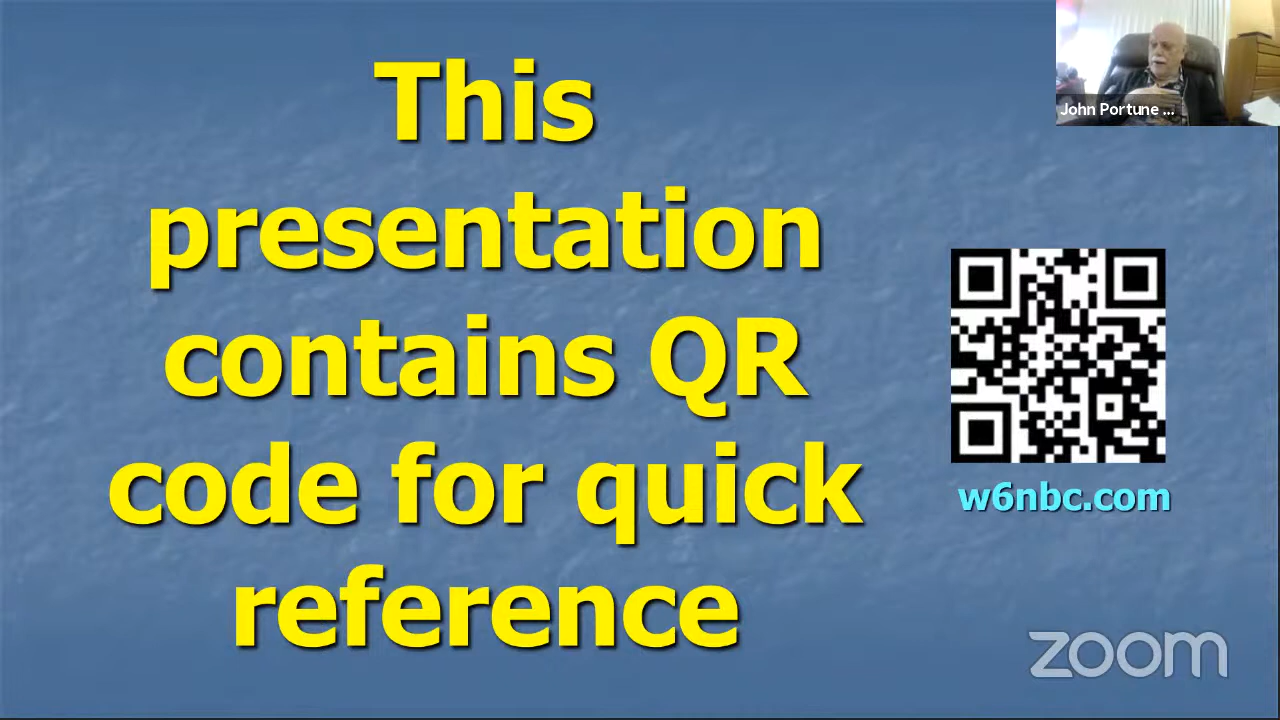 This
presentation
contains QR
code for quick
reference
John Portune ...
w6nbc.com
zoom